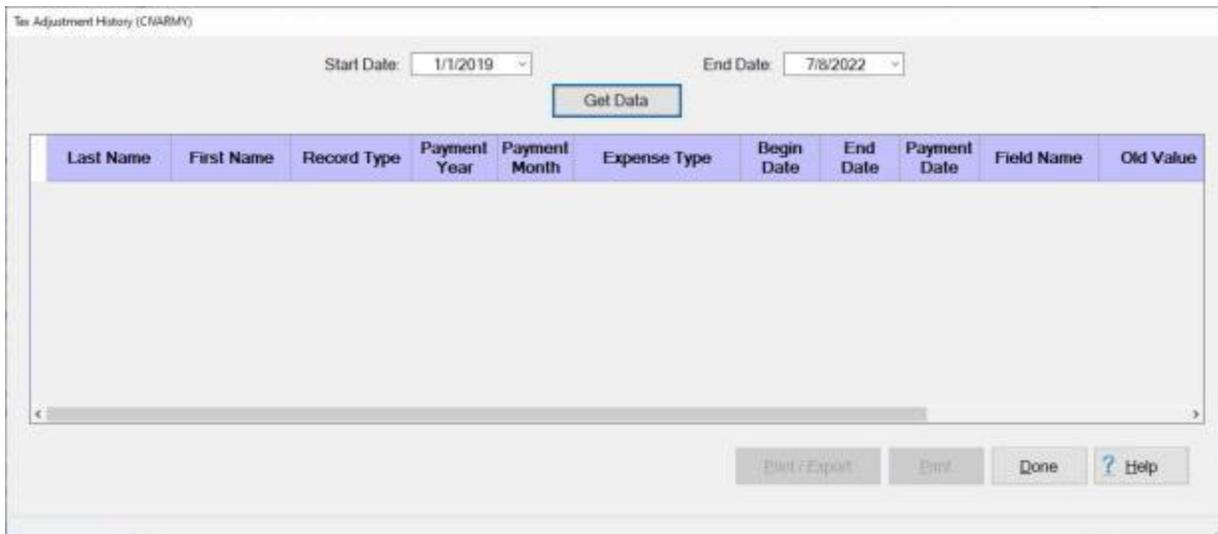 Tax Adjustment History (CIVARMY)
Start Date: 1/1/2019 End Date: 7/8/2022
Get Data
Last Name First Name Record Type Payment Year Payment Month Expense Type Begin Date End Date Payment Date Field Name Old Value
Print / Export Print Done ? Help